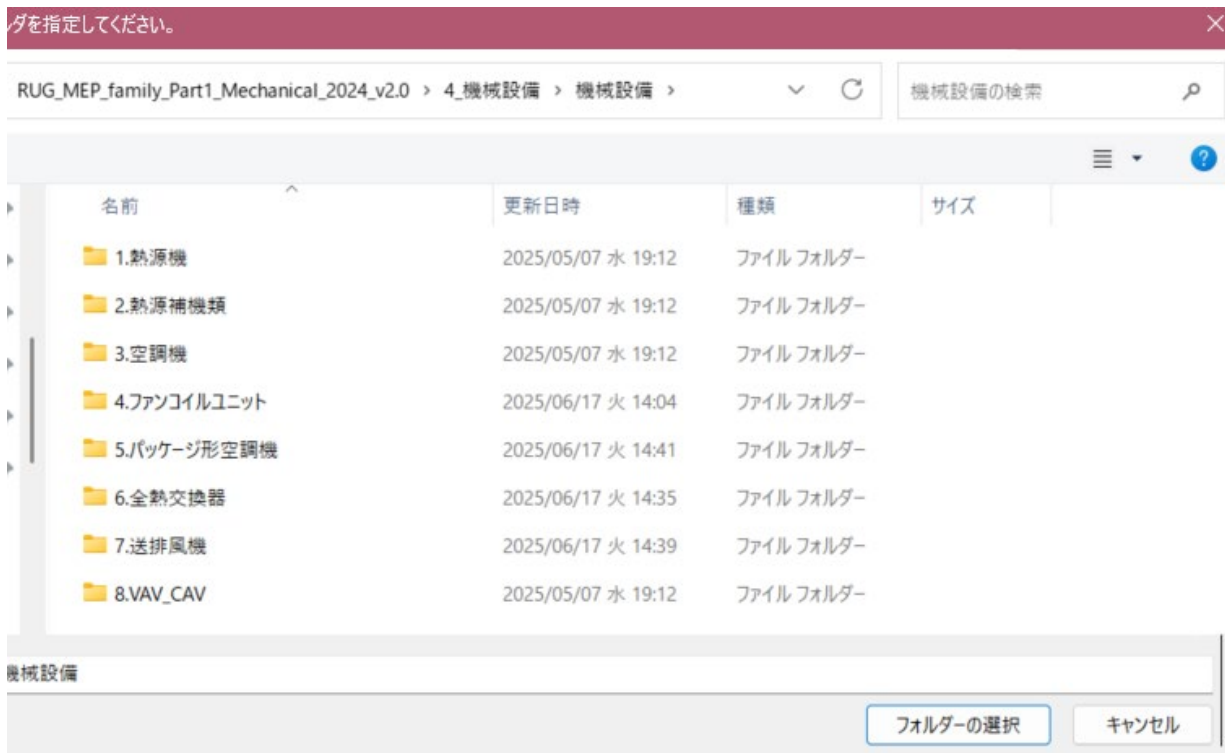 ルダを指定してください。
RUG_MEP_family_Part1_Mechanical_2024_v2.0 › 4_機械設備 › 機械設備 ›
機械設備の検索
名前 更新日時 種類 サイズ
1.熱源機 2025/05/07 水 19:12 ファイル フォルダー
2.熱源補機類 2025/05/07 水 19:12 ファイル フォルダー
3.空調機 2025/05/07 水 19:12 ファイル フォルダー
4.ファンコイルユニット 2025/06/17 火 14:04 ファイル フォルダー
5.パッケージ形空調機 2025/06/17 火 14:41 ファイル フォルダー
6.全熱交換器 2025/06/17 火 14:35 ファイル フォルダー
7.送排風機 2025/06/17 火 14:39 ファイル フォルダー
8.VAV_CAV 2025/05/07 水 19:12 ファイル フォルダー
機械設備
フォルダーの選択 キャンセル